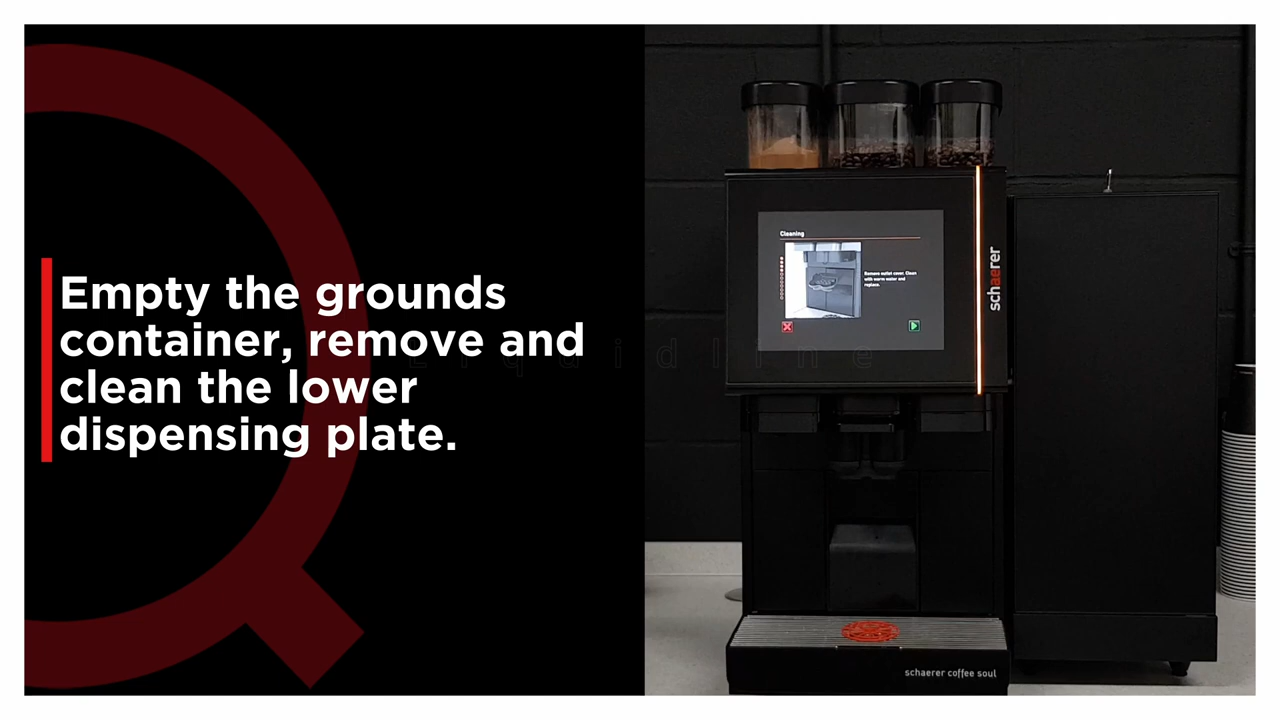 Empty the grounds
container, remove and
clean the lower
dispensing plate.
Liquidline
Cleaning
Remove outlet cover. Clean
with warm water and
replace.
schaerer
schaerer coffee soul